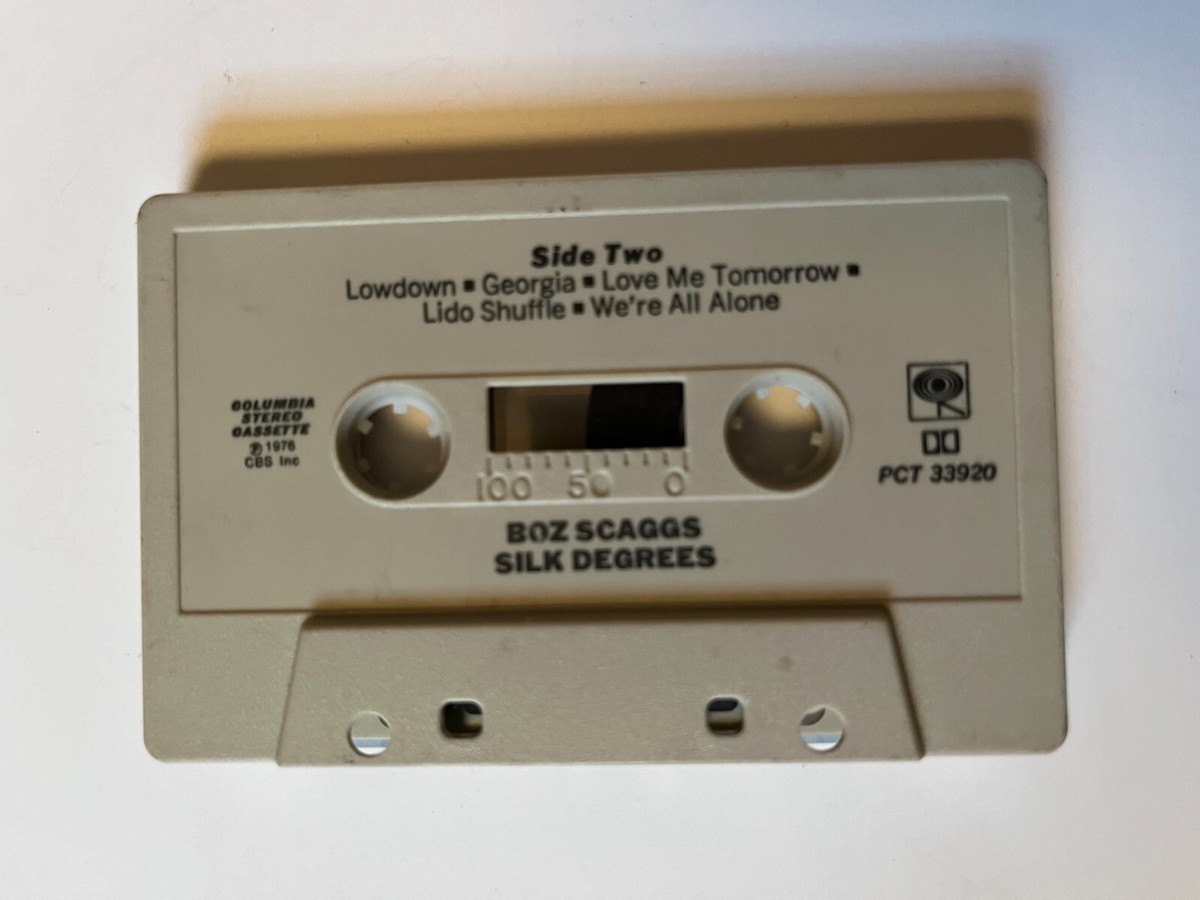 Side Two
Lowdown ▪ Georgia ▪ Love Me Tomorrow ▪
Lido Shuffle ▪ We're All Alone
COLUMBIA
STEREO
CASSETTE
℗ 1976
CBS Inc
PCT 33920
100 50 0
BOZ SCAGGS
SILK DEGREES